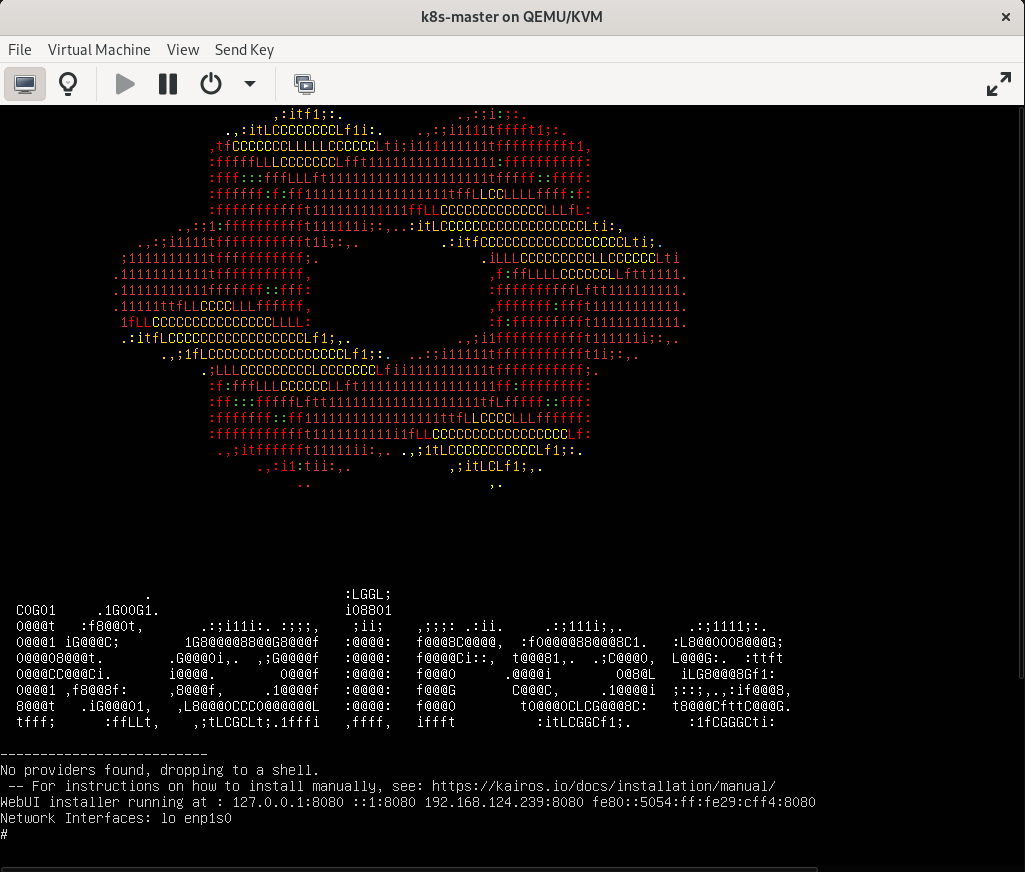 k8s-master on QEMU/KVM
File Virtual Machine View Send Key
kairos
---------------------------
No providers found, dropping to a shell.
-- For instructions on how to install manually, see: https://kairos.io/docs/installation/manual/
WebUI installer running at : 127.0.0.1:8080 ::1:8080 192.168.124.239:8080 fe80::5054:ff:fe29:cff4:8080
Network Interfaces: lo enp1s0
#